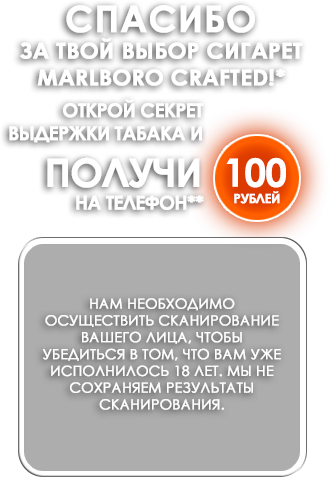 СПАСИБО
ЗА ТВОЙ ВЫБОР СИГАРЕТ
MARLBORO CRAFTED!*
ОТКРОЙ СЕКРЕТ
ВЫДЕРЖКИ ТАБАКА И
ПОЛУЧИ
НА ТЕЛЕФОН**
100
РУБЛЕЙ
НАМ НЕОБХОДИМО
ОСУЩЕСТВИТЬ СКАНИРОВАНИЕ
ВАШЕГО ЛИЦА, ЧТОБЫ
УБЕДИТЬСЯ В ТОМ, ЧТО ВАМ УЖЕ
ИСПОЛНИЛОСЬ 18 ЛЕТ. МЫ НЕ
СОХРАНЯЕМ РЕЗУЛЬТАТЫ
СКАНИРОВАНИЯ.